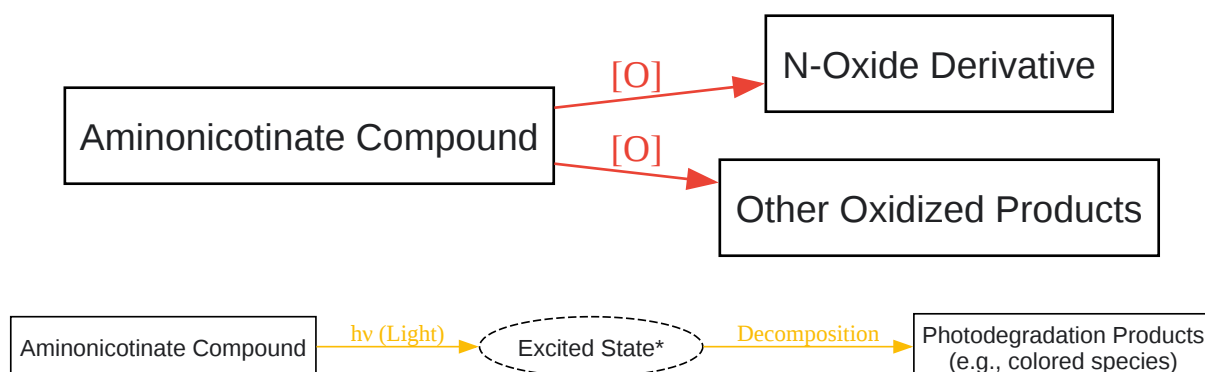 [O]
N-Oxide Derivative
Aminonicotinate Compound
[O]
Other Oxidized Products
Aminonicotinate Compound
hν (Light)
Excited State*
Decomposition
Photodegradation Products
(e.g., colored species)